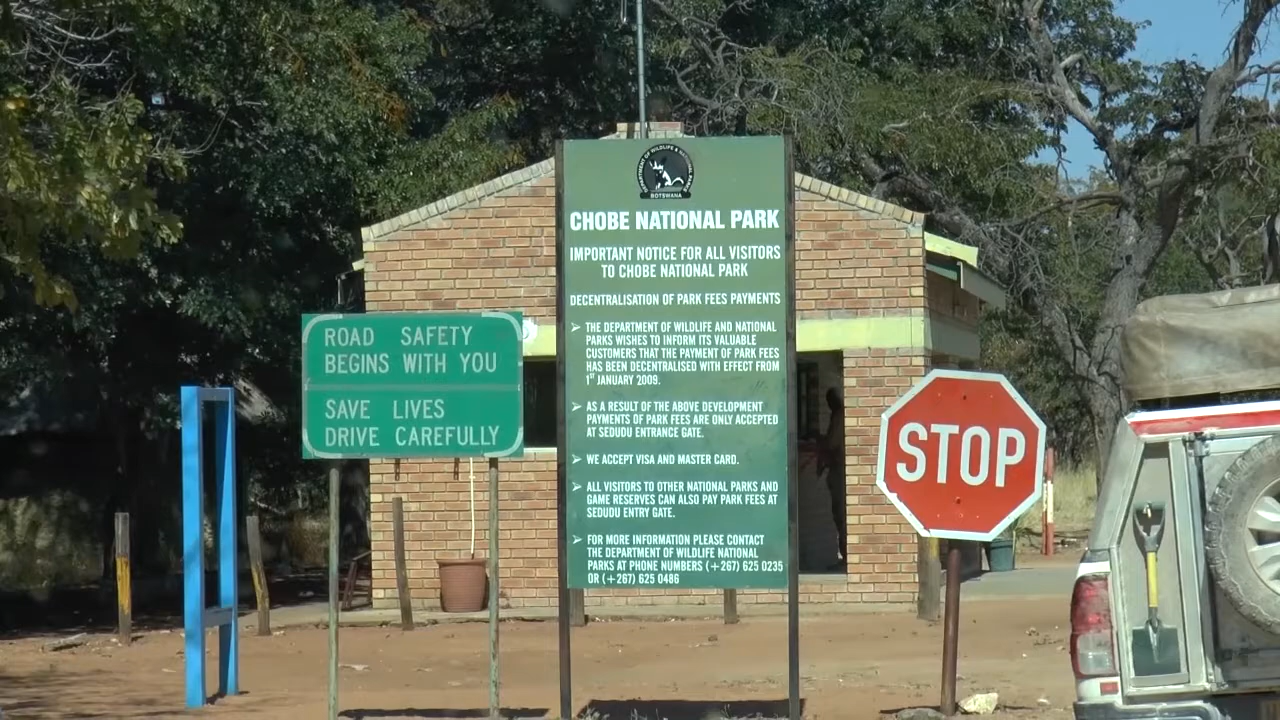 ROAD SAFETY
BEGINS WITH YOU
SAVE LIVES
DRIVE CAREFULLY
DEPARTMENT OF WILDLIFE & NATIONAL PARKS
BOTSWANA
CHOBE NATIONAL PARK
IMPORTANT NOTICE FOR ALL VISITORS
TO CHOBE NATIONAL PARK
DECENTRALISATION OF PARK FEES PAYMENTS
➢ THE DEPARTMENT OF WILDLIFE AND NATIONAL
PARKS WISHES TO INFORM ITS VALUABLE
CUSTOMERS THAT THE PAYMENT OF PARK FEES
HAS BEEN DECENTRALISED WITH EFFECT FROM
1ST JANUARY 2009.
➢ AS A RESULT OF THE ABOVE DEVELOPMENT
PAYMENTS OF PARK FEES ARE ONLY ACCEPTED
AT SEDUDU ENTRANCE GATE.
➢ WE ACCEPT VISA AND MASTER CARD.
➢ ALL VISITORS TO OTHER NATIONAL PARKS AND
GAME RESERVES CAN ALSO PAY PARK FEES AT
SEDUDU ENTRY GATE.
➢ FOR MORE INFORMATION PLEASE CONTACT
THE DEPARTMENT OF WILDLIFE NATIONAL
PARKS AT PHONE NUMBERS (+267) 625 0235
OR (+267) 625 0486
STOP